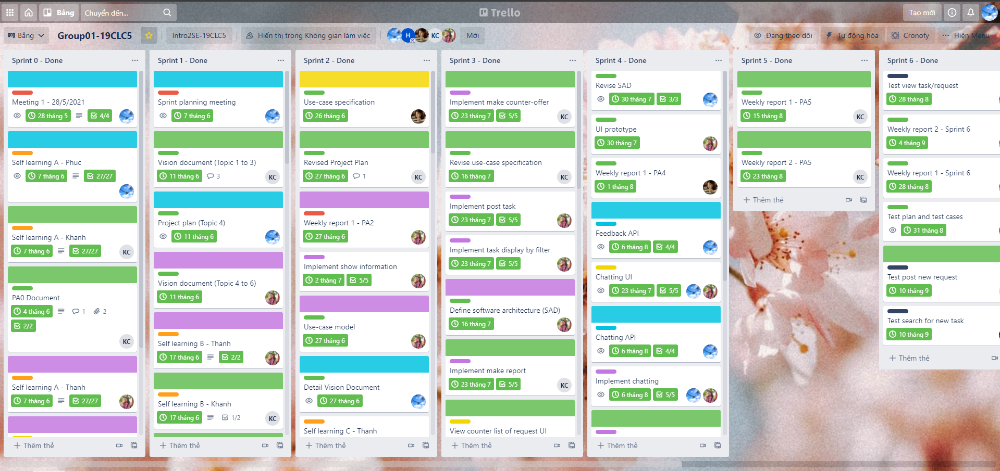 Bảng
Chuyển đến...
Trello
Tạo mới
Bảng
Group01-19CLC5
Intro2SE-19CLC5
Hiển thị trong Không gian làm việc
H
KC
Mời
Đang theo dõi
Tự động hóa
Cronofy
Hiện Menu
Sprint 0 - Done
Meeting 1 - 28/5/2021
28 tháng 5
4/4
Self learning A - Phuc
7 tháng 6
27/27
Self learning A - Khanh
7 tháng 6
27/27
KC
PA0 Document
4 tháng 6
1
2
2/2
KC
Self learning A - Thanh
7 tháng 6
27/27
Thêm thẻ
Sprint 1 - Done
Sprint planning meeting
7 tháng 6
Vision document (Topic 1 to 3)
11 tháng 6
3
KC
Project plan (Topic 4)
11 tháng 6
Vision document (Topic 4 to 6)
11 tháng 6
Self learning B - Thanh
17 tháng 6
2/2
Self learning B - Khanh
17 tháng 6
1/2
KC
Thêm thẻ
Sprint 2 - Done
Use-case specification
26 tháng 6
Revised Project Plan
27 tháng 6
1
KC
Weekly report 1 - PA2
27 tháng 6
Implement show information
2 tháng 7
5/5
Use-case model
27 tháng 6
Detail Vision Document
27 tháng 6
Self learning C - Thanh
Thêm thẻ
Sprint 3 - Done
Implement make counter-offer
23 tháng 7
5/5
KC
Revise use-case specification
16 tháng 7
KC
Implement post task
23 tháng 7
5/5
Implement task display by filter
23 tháng 7
5/5
Define software architecture (SAD)
16 tháng 7
Implement make report
23 tháng 7
5/5
KC
View counter list of request UI
Thêm thẻ
Sprint 4 - Done
Revise SAD
30 tháng 7
3/3
UI prototype
30 tháng 7
Weekly report 1 - PA4
1 tháng 8
Feedback API
6 tháng 8
4/4
Chatting UI
23 tháng 7
5/5
Chatting API
6 tháng 8
4/4
Implement chatting
6 tháng 8
5/5
Thêm thẻ
Sprint 5 - Done
Weekly report 1 - PA5
15 tháng 8
KC
Weekly report 2 - PA5
23 tháng 8
KC
Thêm thẻ
Sprint 6 - Done
Test view task/request
28 tháng 8
Weekly report 2 - Sprint 6
4 tháng 9
Weekly report 1 - Sprint 6
28 tháng 8
Test plan and test cases
31 tháng 8
Test post new request
10 tháng 9
Test search for new task
10 tháng 9
Thêm thẻ